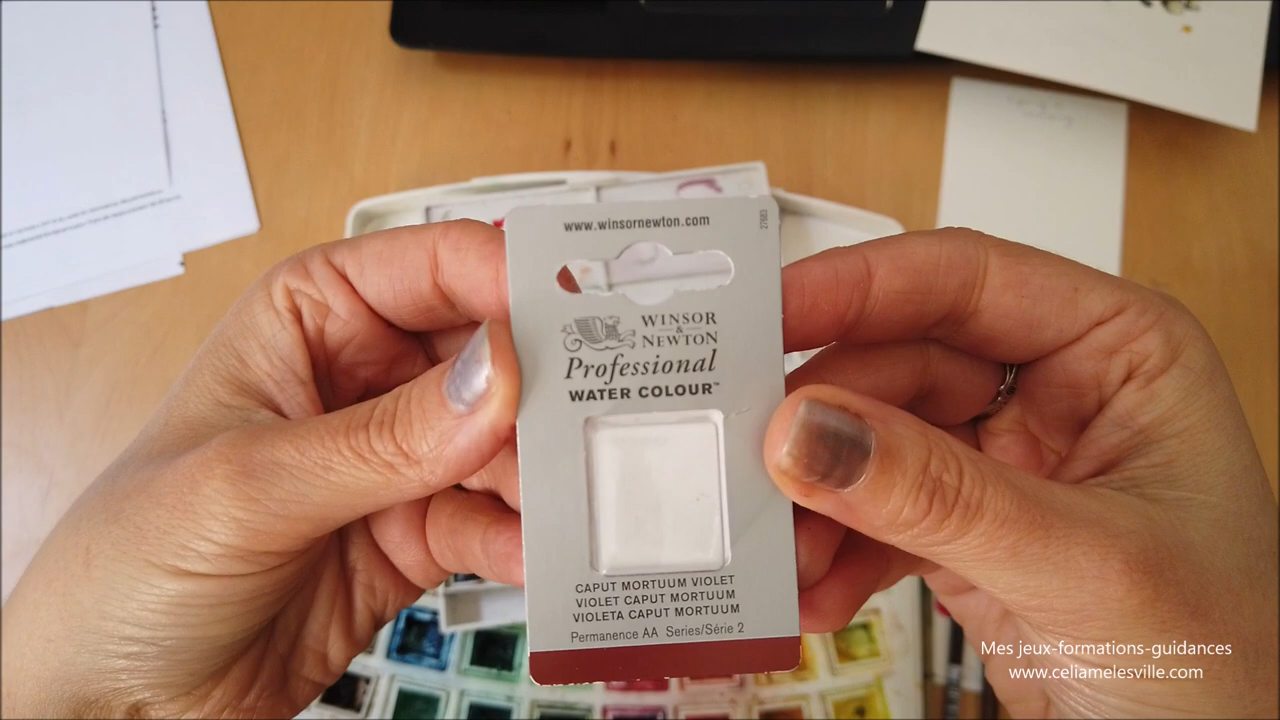 www.winsornewton.com
27683
WINSOR
&
NEWTON
Professional
WATER COLOUR™
CAPUT MORTUUM VIOLET
VIOLET CAPUT MORTUUM
VIOLETA CAPUT MORTUUM
Permanence AA Series/Série 2
Mes jeux-formations-guidances
www.celiamelesville.com